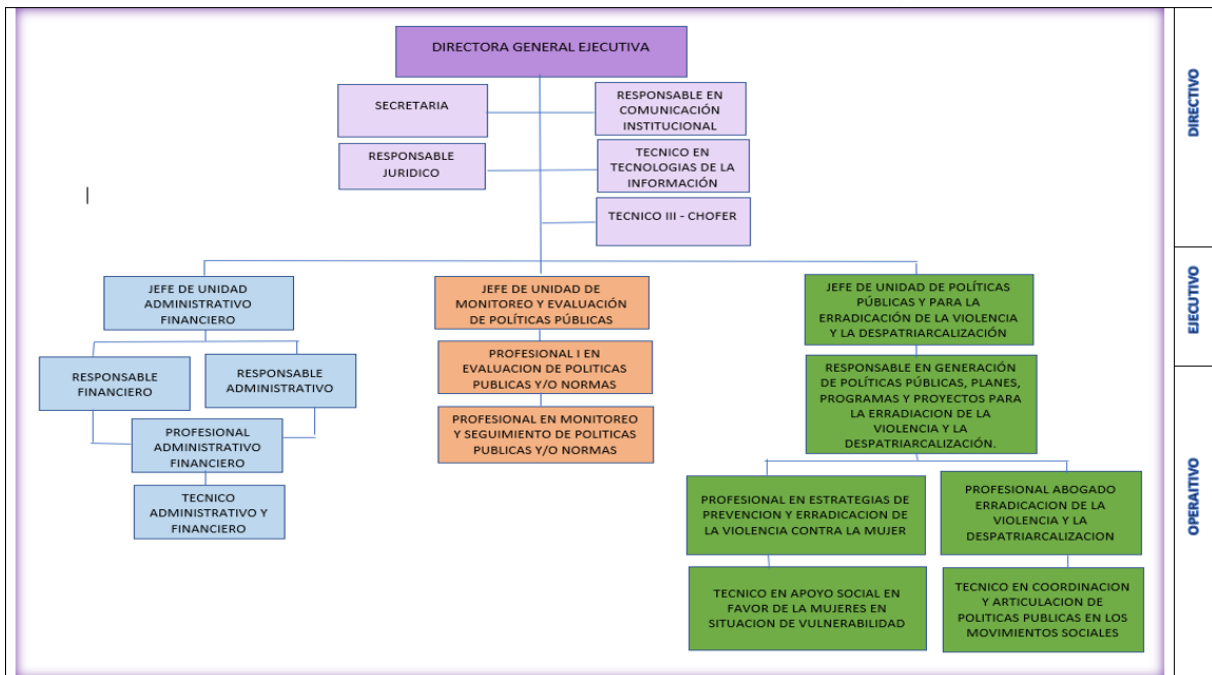 DIRECTORA GENERAL EJECUTIVA
SECRETARIA
RESPONSABLE EN
COMUNICACIÓN
INSTITUCIONAL
RESPONSABLE
JURIDICO
TECNICO EN
TECNOLOGIAS DE LA
INFORMACIÓN
TECNICO III - CHOFER
DIRECTIVO
JEFE DE UNIDAD
ADMINISTRATIVO
FINANCIERO
JEFE DE UNIDAD DE
MONITOREO Y EVALUACIÓN
DE POLÍTICAS PÚBLICAS
JEFE DE UNIDAD DE POLÍTICAS
PÚBLICAS Y PARA LA
ERRADICACIÓN DE LA VIOLENCIA
Y LA DESPATRIARCALIZACIÓN
EJECUTIVO
RESPONSABLE
FINANCIERO
RESPONSABLE
ADMINISTRATIVO
PROFESIONAL
ADMINISTRATIVO
FINANCIERO
TECNICO
ADMINISTRATIVO Y
FINANCIERO
PROFESIONAL I EN
EVALUACION DE POLITICAS
PUBLICAS Y/O NORMAS
PROFESIONAL EN MONITOREO
Y SEGUIMIENTO DE POLITICAS
PUBLICAS Y/O NORMAS
RESPONSABLE EN GENERACIÓN
DE POLÍTICAS PÚBLICAS, PLANES,
PROGRAMAS Y PROYECTOS PARA
LA ERRADIACION DE LA
VIOLENCIA Y LA
DESPATRIARCALIZACIÓN.
PROFESIONAL EN ESTRATEGIAS DE
PREVENCION Y ERRADICACION DE
LA VIOLENCIA CONTRA LA MUJER
PROFESIONAL ABOGADO
ERRADICACION DE LA
VIOLENCIA Y LA
DESPATRIARCALIZACION
TECNICO EN APOYO SOCIAL EN
FAVOR DE LA MUJERES EN
SITUACION DE VULNERABILIDAD
TECNICO EN COORDINACION
Y ARTICULACION DE
POLITICAS PUBLICAS EN LOS
MOVIMIENTOS SOCIALES
OPERAITIVO